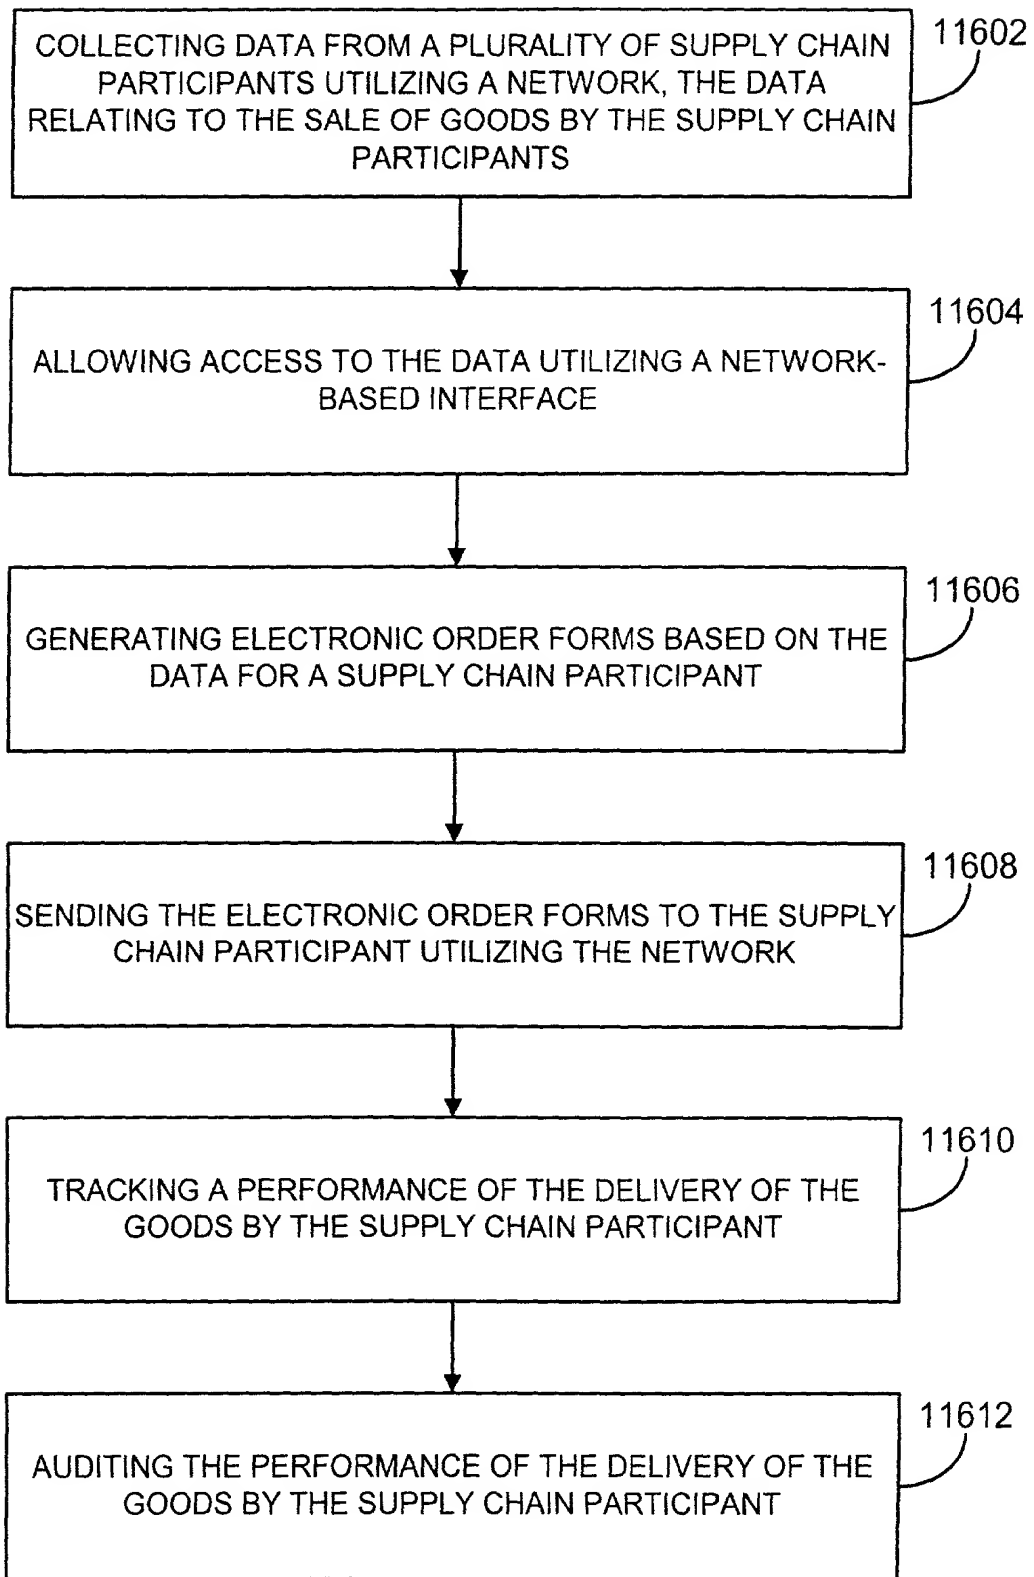 COLLECTING DATA FROM A PLURALITY OF SUPPLY CHAIN
PARTICIPANTS UTILIZING A NETWORK, THE DATA
RELATING TO THE SALE OF GOODS BY THE SUPPLY CHAIN
PARTICIPANTS
11602
ALLOWING ACCESS TO THE DATA UTILIZING A NETWORK-
BASED INTERFACE
11604
GENERATING ELECTRONIC ORDER FORMS BASED ON THE
DATA FOR A SUPPLY CHAIN PARTICIPANT
11606
SENDING THE ELECTRONIC ORDER FORMS TO THE SUPPLY
CHAIN PARTICIPANT UTILIZING THE NETWORK
11608
TRACKING A PERFORMANCE OF THE DELIVERY OF THE
GOODS BY THE SUPPLY CHAIN PARTICIPANT
11610
AUDITING THE PERFORMANCE OF THE DELIVERY OF THE
GOODS BY THE SUPPLY CHAIN PARTICIPANT
11612